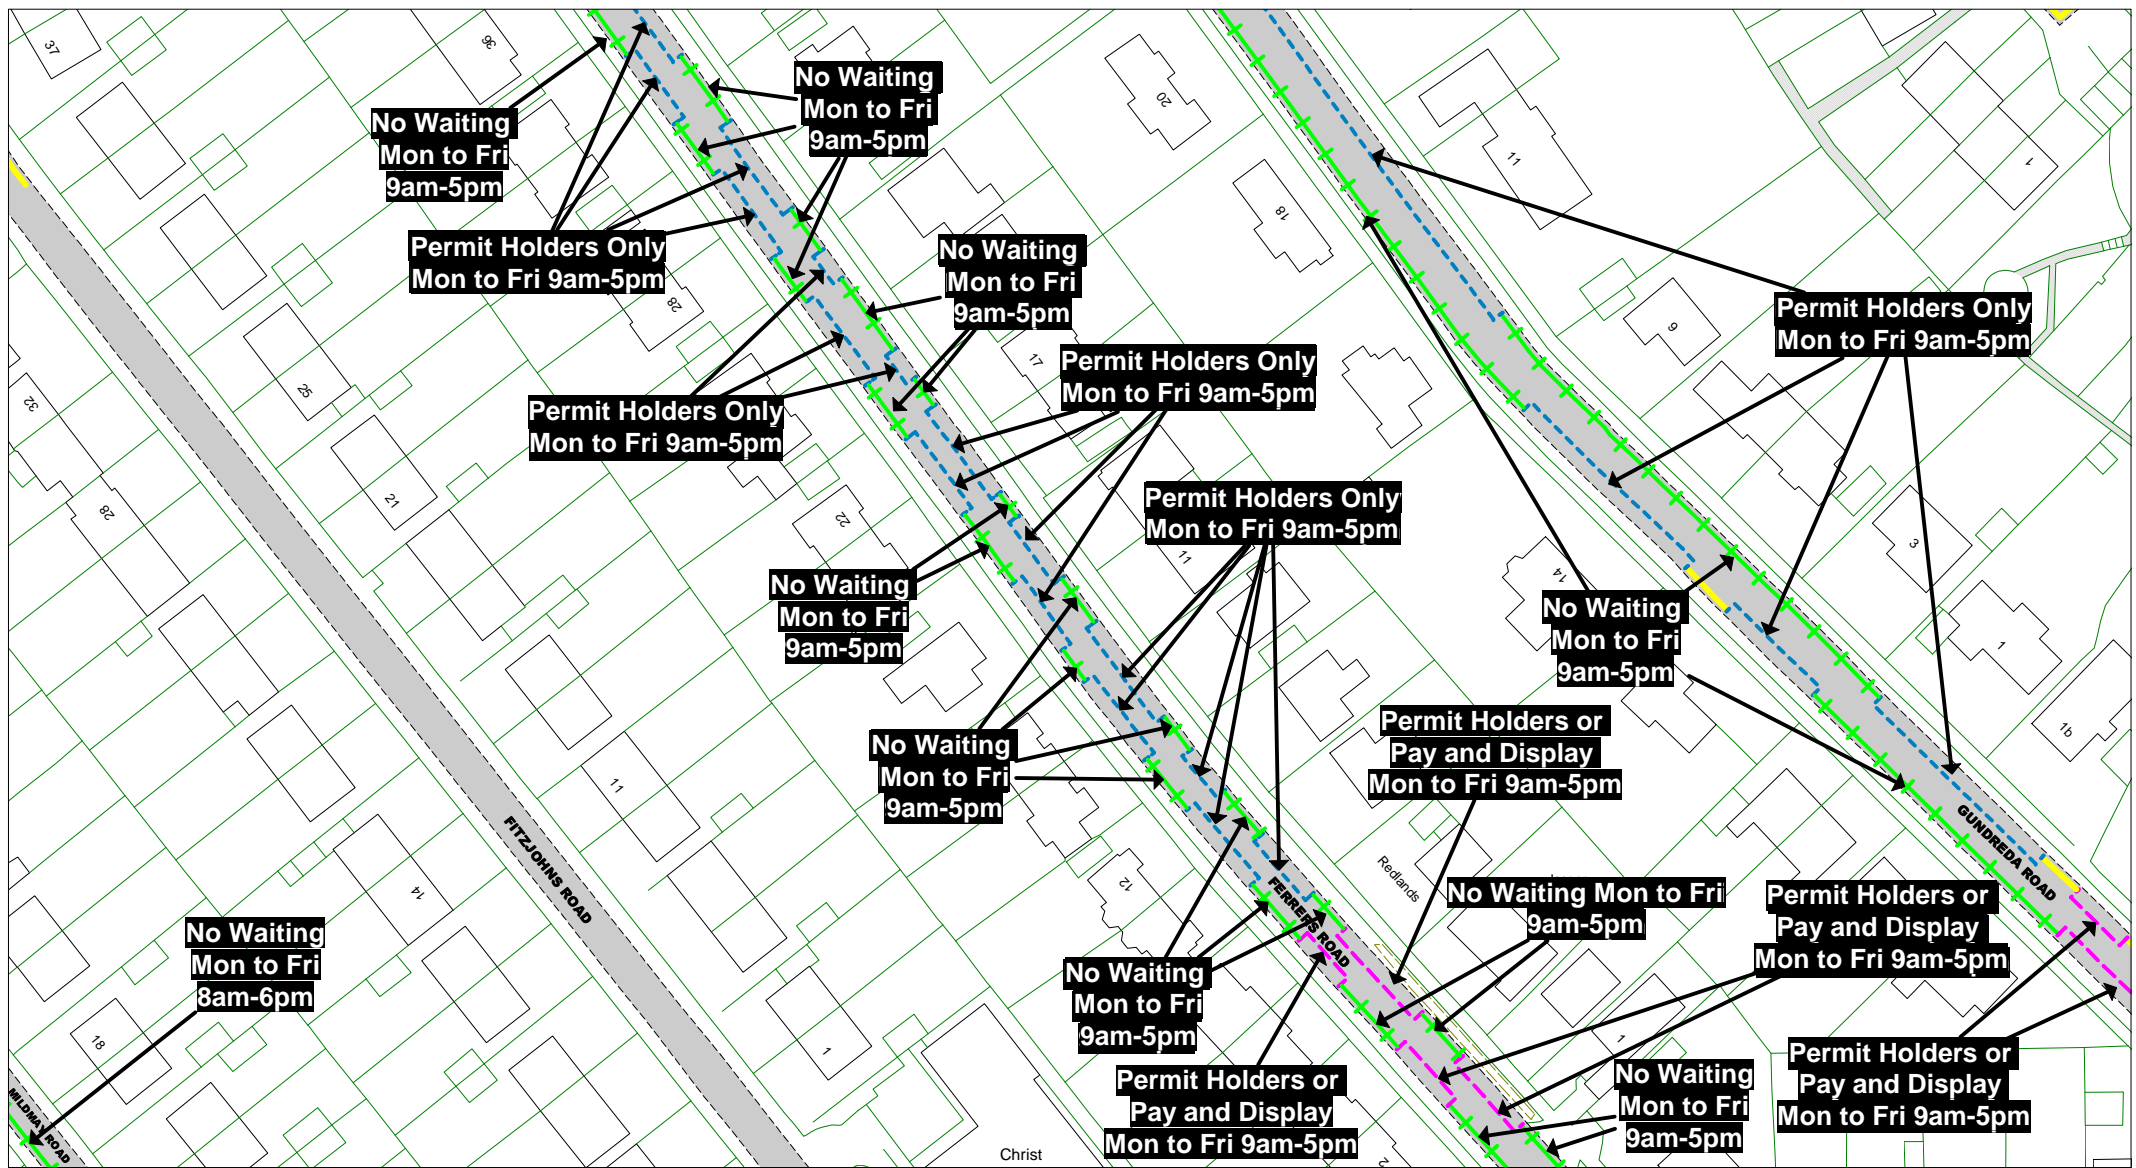 37
36
No Waiting
Mon to Fri
9am-5pm
20
No Waiting
Mon to Fri
9am-5pm
11
1
18
Permit Holders Only
Mon to Fri 9am-5pm
No Waiting
Mon to Fri
9am-5pm
28
Permit Holders Only
Mon to Fri 9am-5pm
9
17
Permit Holders Only
Mon to Fri 9am-5pm
32
25
Permit Holders Only
Mon to Fri 9am-5pm
21
28
22
Permit Holders Only
Mon to Fri 9am-5pm
11
3
14
No Waiting
Mon to Fri
9am-5pm
No Waiting
Mon to Fri
9am-5pm
1
1b
Permit Holders or
Pay and Display
Mon to Fri 9am-5pm
No Waiting
Mon to Fri
9am-5pm
11
GUNDREDA ROAD
FITZJOHNS ROAD
14
12
Redlands
FERRERS ROAD
No Waiting Mon to Fri
9am-5pm
Permit Holders or
Pay and Display
Mon to Fri 9am-5pm
No Waiting
Mon to Fri
8am-6pm
No Waiting
Mon to Fri
9am-5pm
18
1
1
Permit Holders or
Pay and Display
Mon to Fri 9am-5pm
No Waiting
Mon to Fri
9am-5pm
Permit Holders or
Pay and Display
Mon to Fri 9am-5pm
MILDMAY ROAD
Christ
2